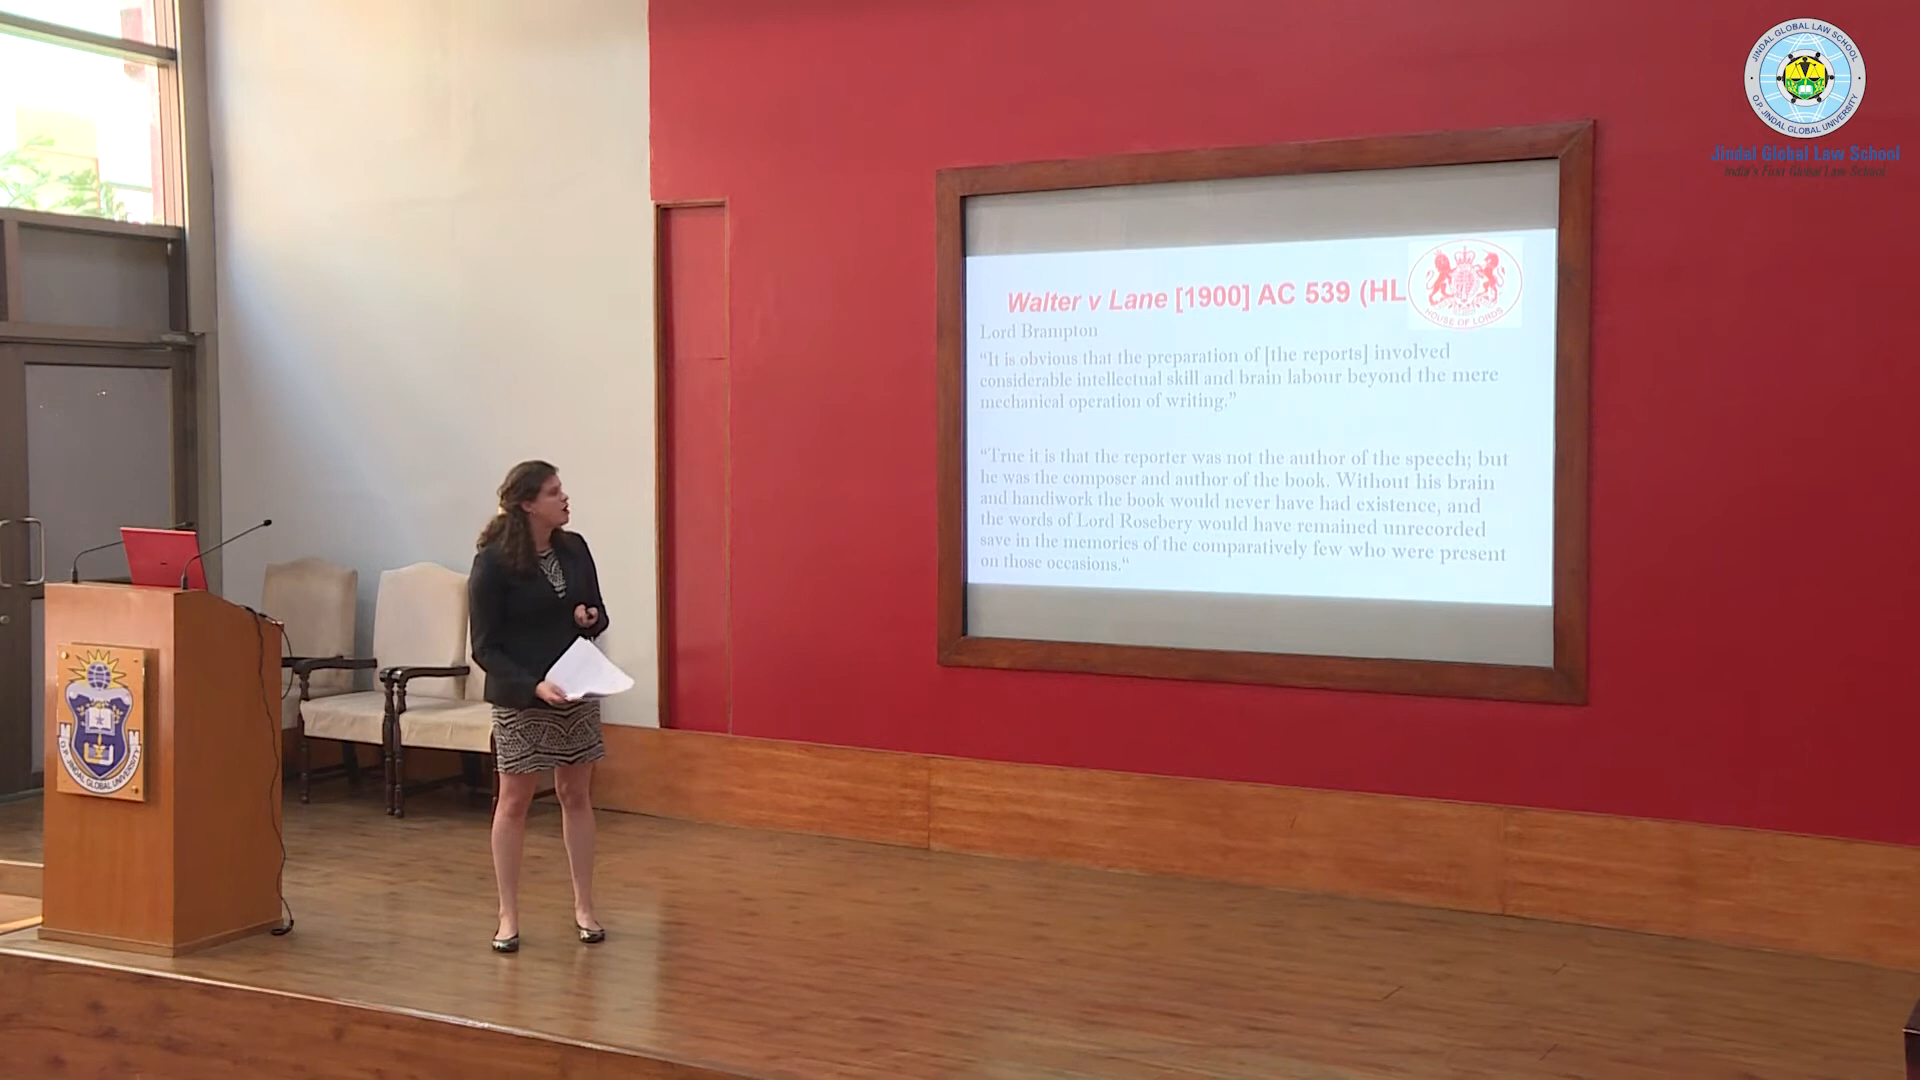 JINDAL GLOBAL LAW SCHOOL
O.P. JINDAL GLOBAL UNIVERSITY
Jindal Global Law School
India's First Global Law School
Walter v Lane [1900] AC 539 (HL
HOUSE OF LORDS
Lord Brampton
“It is obvious that the preparation of [the reports] involved
considerable intellectual skill and brain labour beyond the mere
mechanical operation of writing.”
“True it is that the reporter was not the author of the speech; but
he was the composer and author of the book. Without his brain
and handiwork the book would never have had existence, and
the words of Lord Rosebery would have remained unrecorded
save in the memories of the comparatively few who were present
on those occasions.“
O.P. JINDAL GLOBAL UNIVERSITY